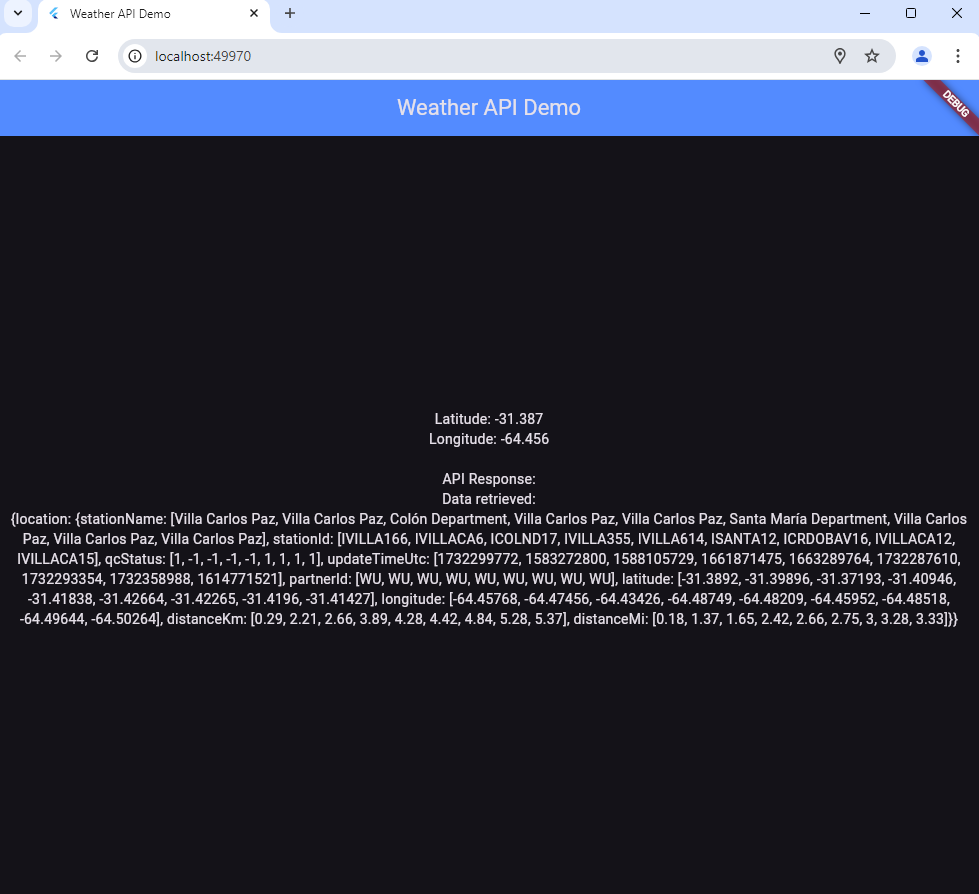 Weather API Demo
localhost:49970
Weather API Demo
DEBUG
Latitude: -31.387
Longitude: -64.456
API Response:
Data retrieved:
{location: {stationName: [Villa Carlos Paz, Villa Carlos Paz, Colón Department, Villa Carlos Paz, Villa Carlos Paz, Santa María Department, Villa Carlos
Paz, Villa Carlos Paz, Villa Carlos Paz], stationId: [IVILLA166, IVILLACA6, ICOLND17, IVILLA355, IVILLA614, ISANTA12, ICRDOBAV16, IVILLACA12,
IVILLACA15], qcStatus: [1, -1, -1, -1, -1, 1, 1, 1, 1], updateTimeUtc: [1732299772, 1583272800, 1588105729, 1661871475, 1663289764, 1732287610,
1732293354, 1732358988, 1614771521], partnerId: [WU, WU, WU, WU, WU, WU, WU, WU, WU], latitude: [-31.3892, -31.39896, -31.37193, -31.40946,
-31.41838, -31.42664, -31.42265, -31.4196, -31.41427], longitude: [-64.45768, -64.47456, -64.43426, -64.48749, -64.48209, -64.45952, -64.48518,
-64.49644, -64.50264], distanceKm: [0.29, 2.21, 2.66, 3.89, 4.28, 4.42, 4.84, 5.28, 5.37], distanceMi: [0.18, 1.37, 1.65, 2.42, 2.66, 2.75, 3, 3.28, 3.33]}}